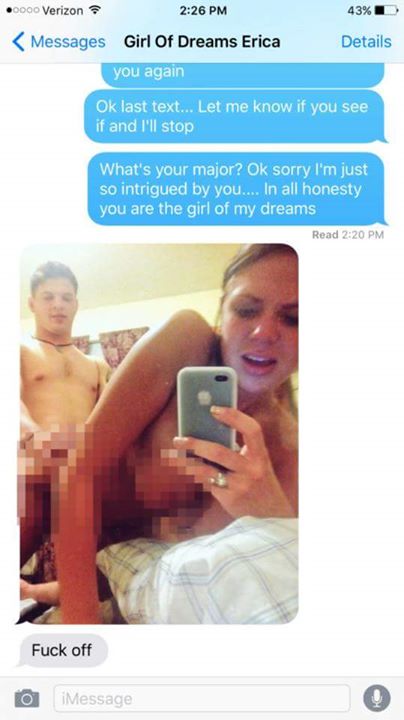 Verizon 2:26 PM 43%
Messages Girl Of Dreams Erica Details
you again
Ok last text... Let me know if you see
if and I'll stop
What's your major? Ok sorry I'm just
so intrigued by you.... In all honesty
you are the girl of my dreams
Read 2:20 PM
Fuck off
iMessage